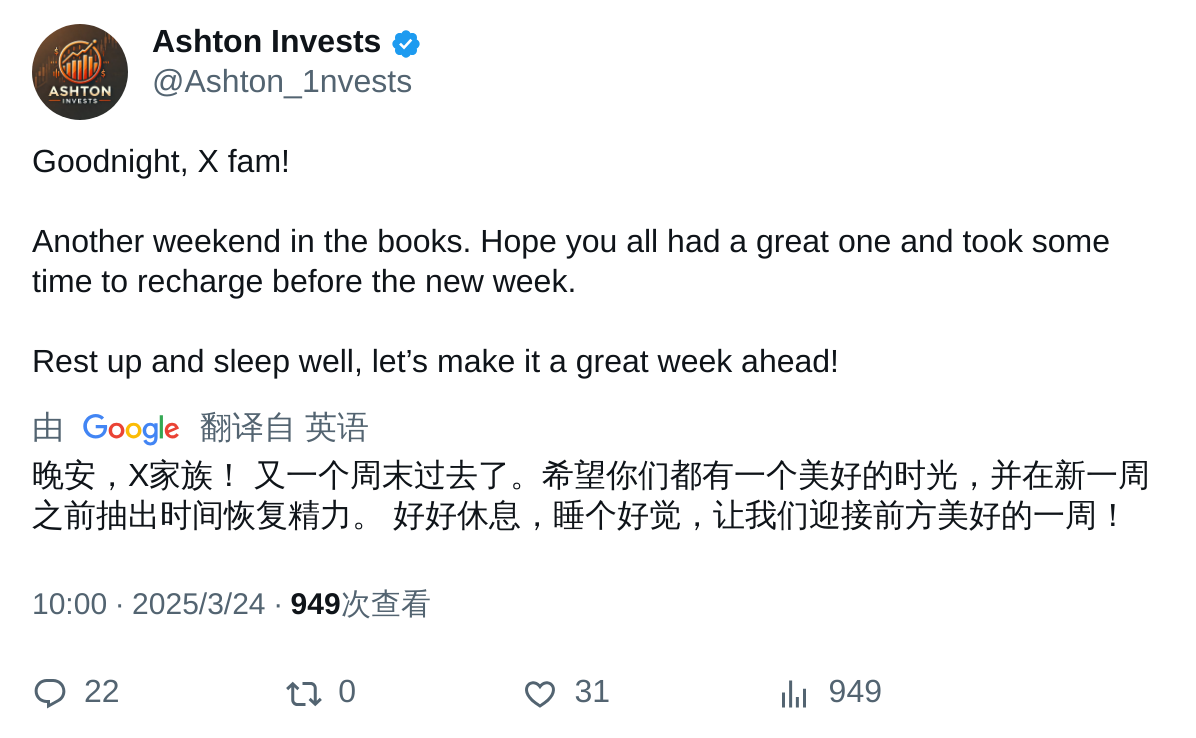 ASHTON
INVESTS
Ashton Invests
@Ashton_1nvests
Goodnight, X fam!
Another weekend in the books. Hope you all had a great one and took some
time to recharge before the new week.
Rest up and sleep well, let’s make it a great week ahead!
由 Google 翻译自 英语
晚安，X家族！ 又一个周末过去了。希望你们都有一个美好的时光，并在新一周
之前抽出时间恢复精力。 好好休息，睡个好觉，让我们迎接前方美好的一周！
10:00 · 2025/3/24 · 949次查看
22 0 31 949